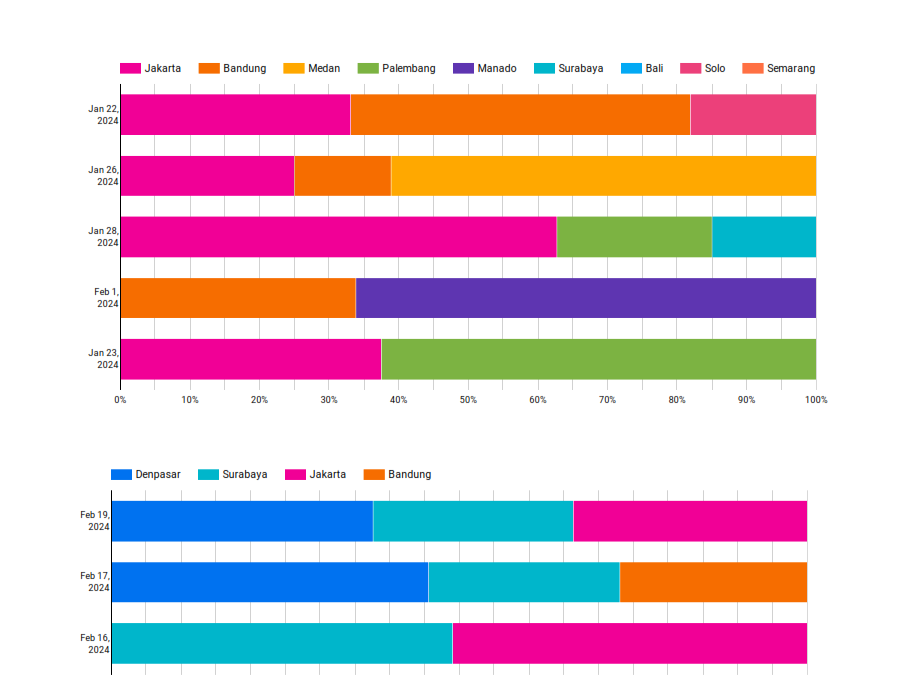 Jakarta Bandung Medan Palembang Manado Surabaya Bali Solo Semarang
Jan 22,
2024
Jan 26,
2024
Jan 28,
2024
Feb 1,
2024
Jan 23,
2024
0% 10% 20% 30% 40% 50% 60% 70% 80% 90% 100%
Denpasar Surabaya Jakarta Bandung
Feb 19,
2024
Feb 17,
2024
Feb 16,
2024